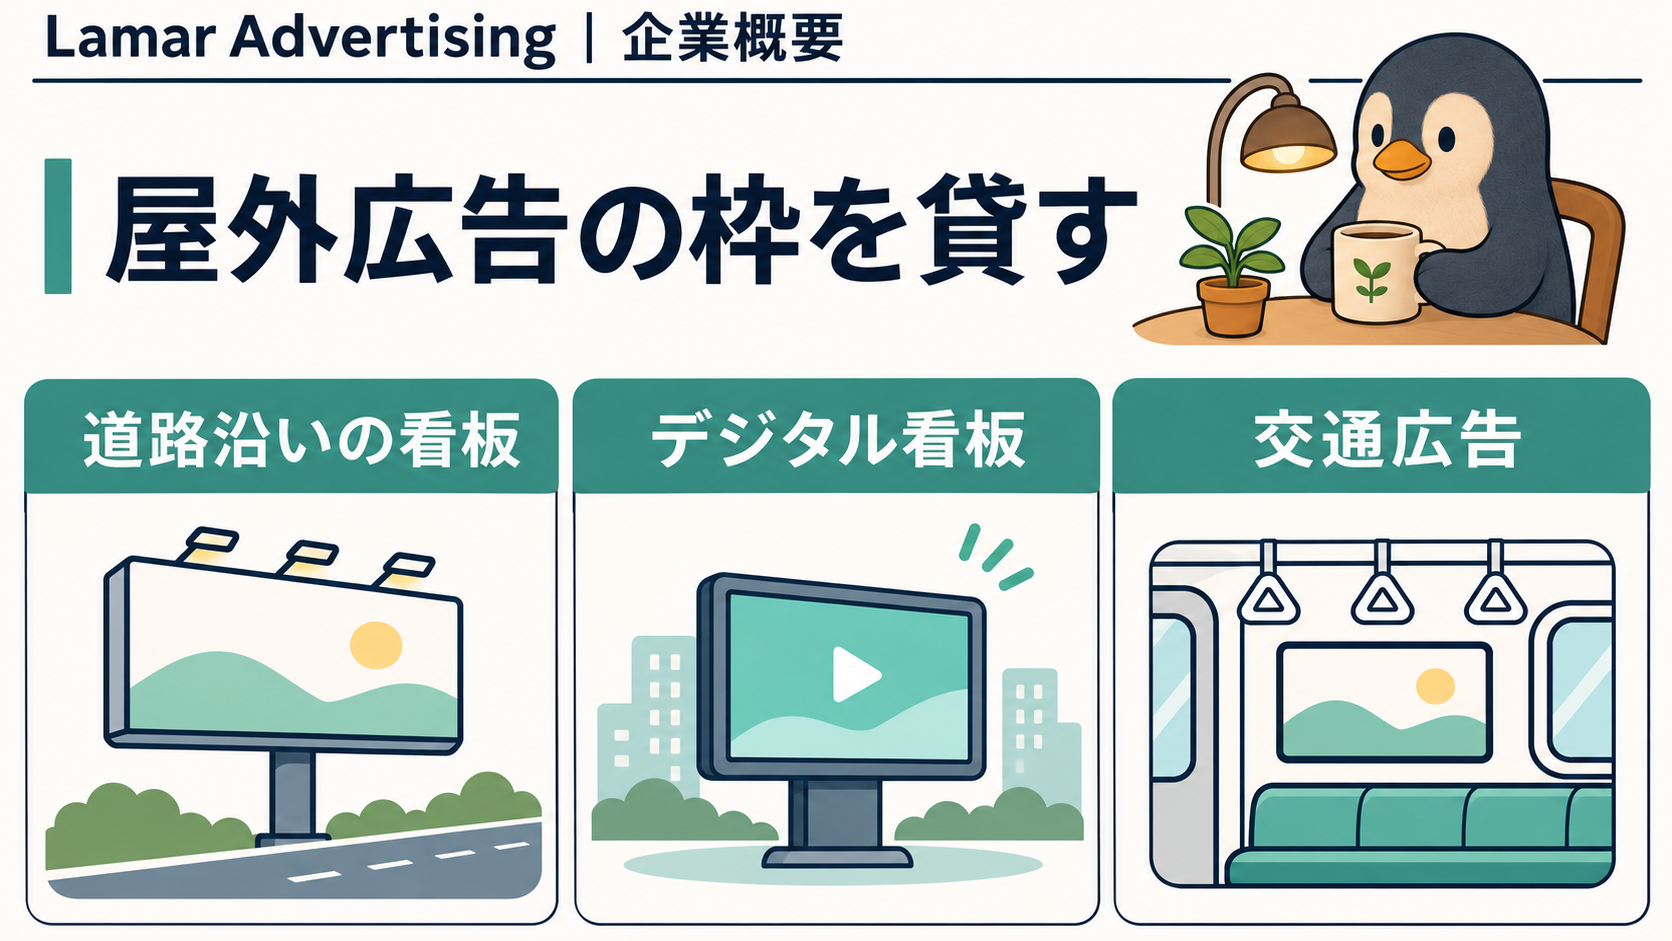 Lamar Advertising | 企業概要
屋外広告の枠を貸す
道路沿いの看板
デジタル看板
交通広告